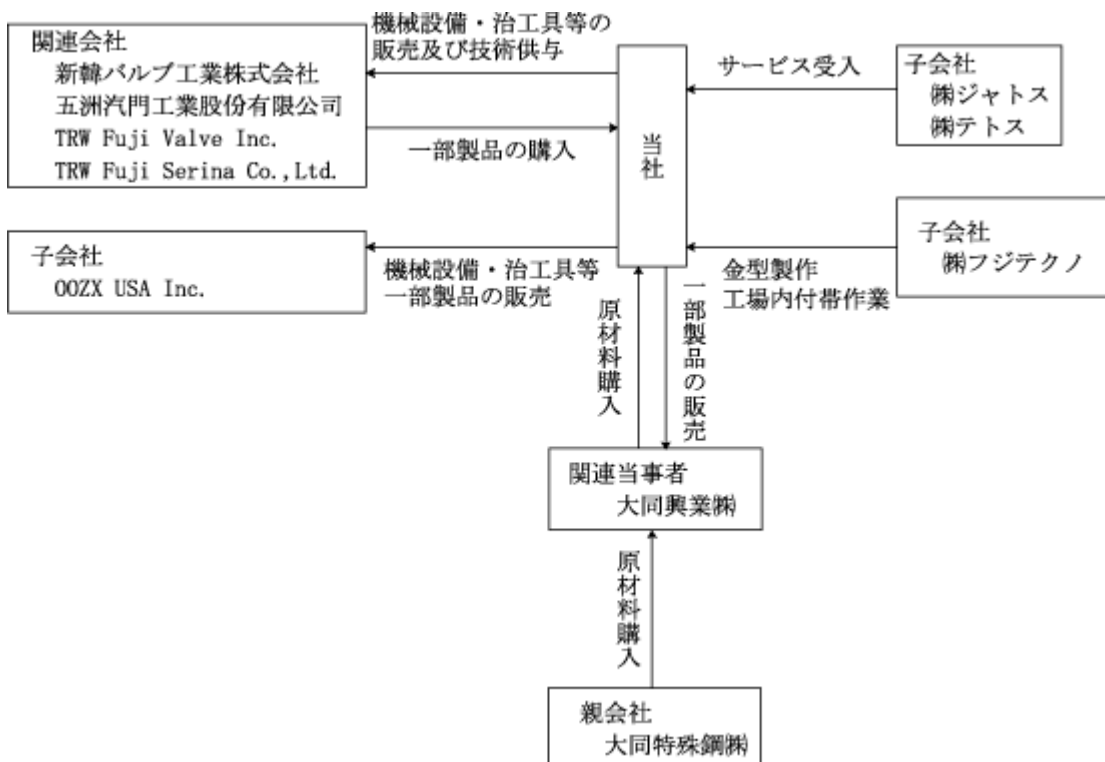 関連会社
新韓バルブ工業株式会社
五洲汽門工業股份有限公司
TRW Fuji Valve Inc.
TRW Fuji Serina Co.,Ltd.
機械設備・治工具等の
販売及び技術供与
一部製品の購入
当社
サービス受入
子会社
㈱ジャトス
㈱テトス
子会社
OOZX USA Inc.
機械設備・治工具等
一部製品の販売
金型製作
工場内付帯作業
子会社
㈱フジテクノ
原材料購入
一部製品の販売
関連当事者
大同興業㈱
原材料購入
親会社
大同特殊鋼㈱